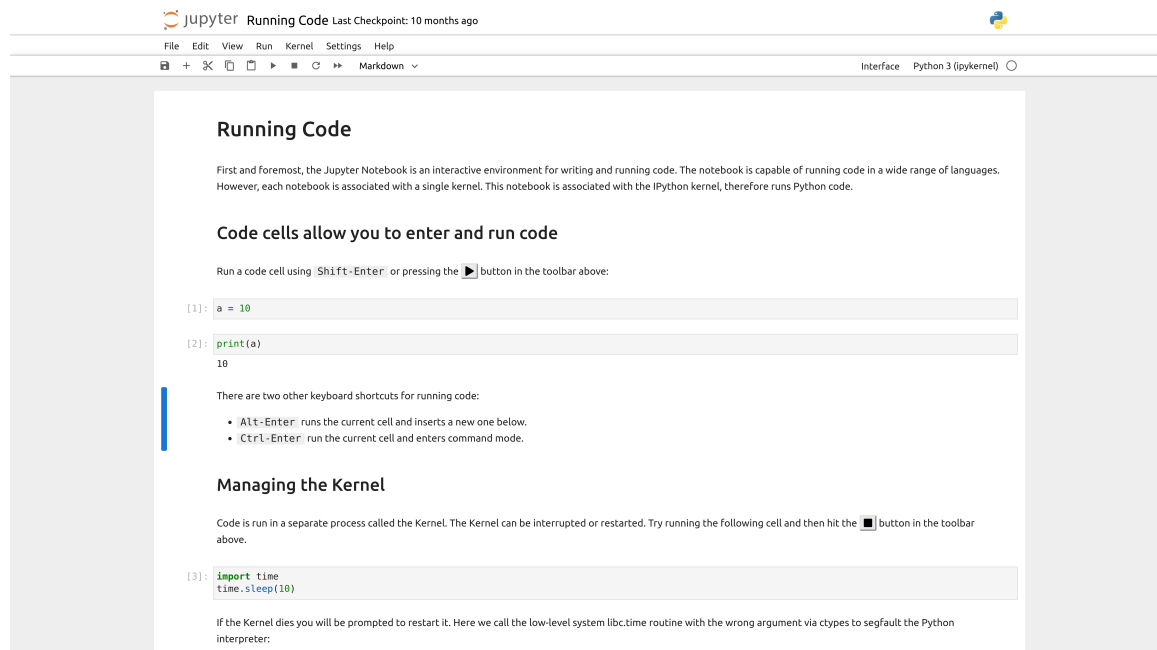 jupyter Running Code Last Checkpoint: 10 months ago
File Edit View Run Kernel Settings Help
Markdown Interface Python 3 (ipykernel)
Running Code
First and foremost, the Jupyter Notebook is an interactive environment for writing and running code. The notebook is capable of running code in a wide range of languages.
However, each notebook is associated with a single kernel. This notebook is associated with the IPython kernel, therefore runs Python code.
Code cells allow you to enter and run code
Run a code cell using Shift-Enter or pressing the button in the toolbar above:
[1]: a = 10
[2]: print(a)
10
There are two other keyboard shortcuts for running code:
• Alt-Enter runs the current cell and inserts a new one below.
• Ctrl-Enter run the current cell and enters command mode.
Managing the Kernel
Code is run in a separate process called the Kernel. The Kernel can be interrupted or restarted. Try running the following cell and then hit the button in the toolbar
above.
[3]: import time
time.sleep(10)
If the Kernel dies you will be prompted to restart it. Here we call the low-level system libc.time routine with the wrong argument via ctypes to segfault the Python
interpreter: